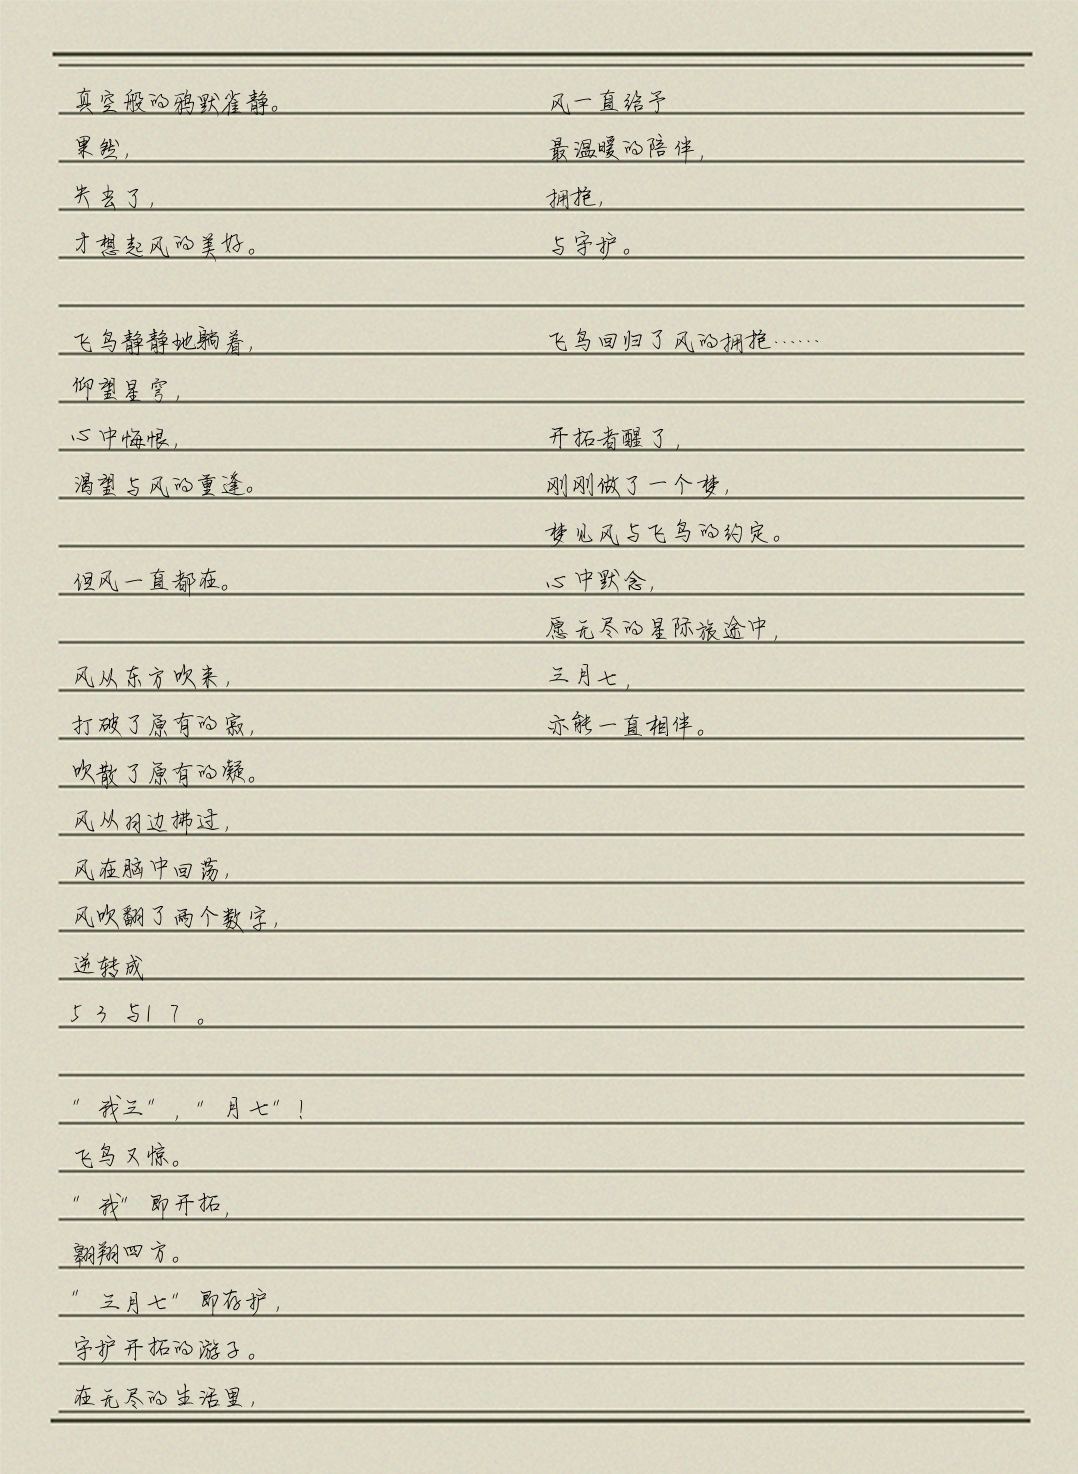 真空般的鸦默雀静。
果然，
失去了，
才想起风的美好。
飞鸟静静地躺着，
仰望星穹，
心中悔恨，
渴望与风的重逢。
但风一直都在。
风从东方吹来，
打破了原有的寂，
吹散了原有的凝。
风从羽边拂过，
风在脑中回荡，
风吹翻了两个数字，
逆转成
53与17。
“我三”，“月七”！
飞鸟又惊。
“我”即开拓，
翱翔四方。
“三月七”即存护，
守护开拓的游子。
在无尽的生活里，
风一直给予
最温暖的陪伴，
拥抱，
与守护。
飞鸟回归了风的拥抱……
开拓者醒了，
刚刚做了一个梦，
梦见风与飞鸟的约定。
心中默念，
愿无尽的星际旅途中，
三月七，
亦能一直相伴。